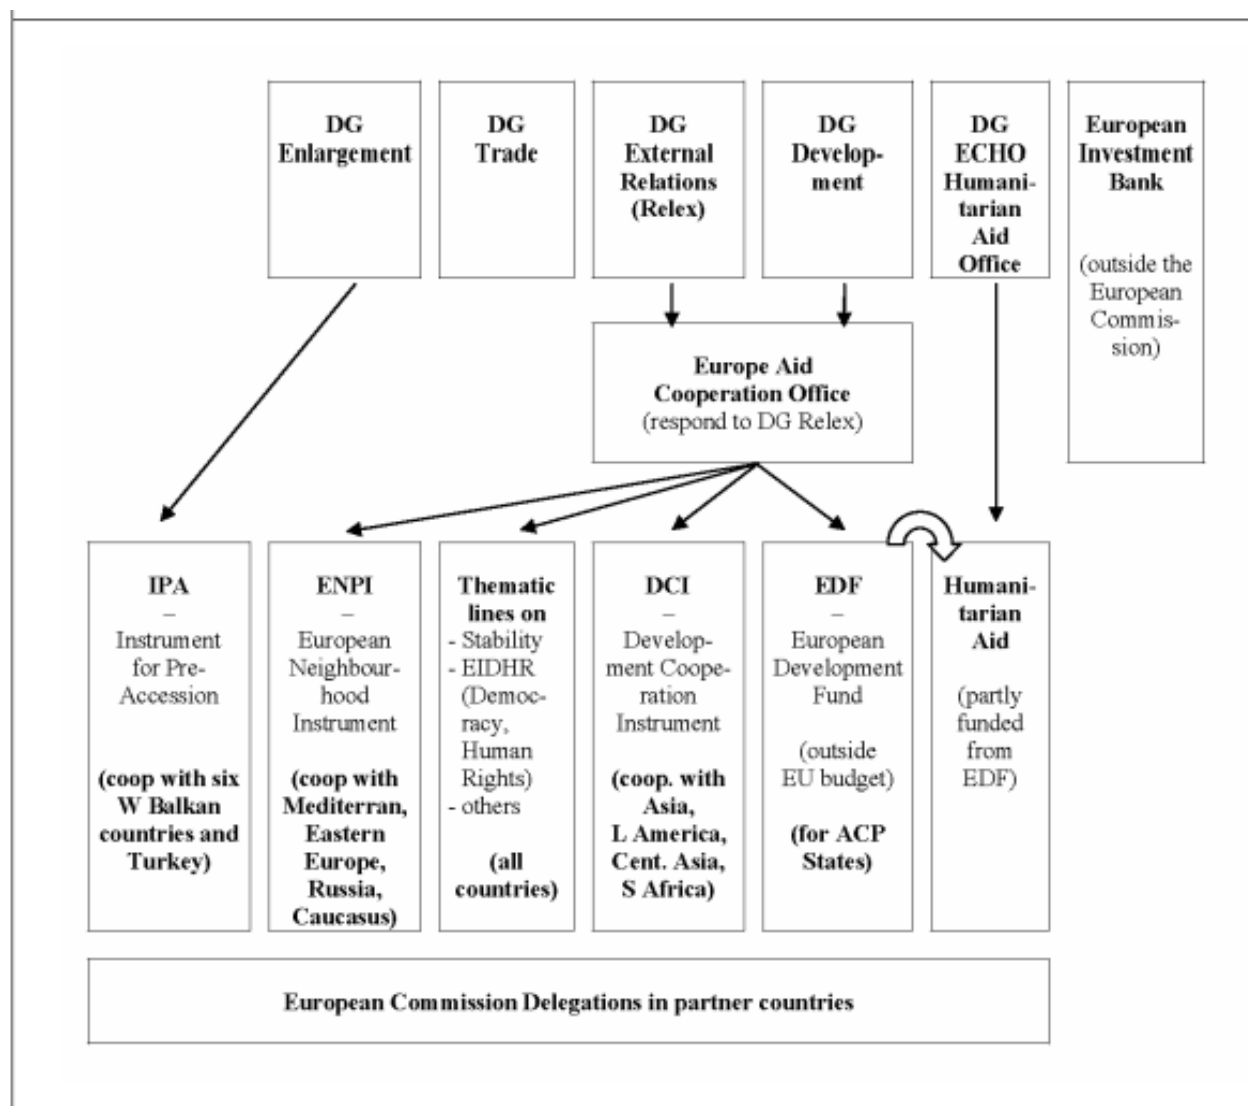 DG
Enlargement
DG
Trade
DG
External
Relations
(Relex)
DG
Develop-
ment
DG
ECHO
Humani-
tarian
Aid
Office
European
Investment
Bank
(outside the
European
Commis-
sion)
Europe Aid
Cooperation Office
(respond to DG Relex)
IPA
–
Instrument
for Pre-
Accession
(coop with six
W Balkan
countries and
Turkey)
ENPI
–
European
Neighbour-
hood
Instrument
(coop with
Mediterran,
Eastern
Europe,
Russia,
Caucasus)
Thematic
lines on
- Stability
- EIDHR
(Democ-
racy,
Human
Rights)
- others
(all
countries)
DCI
–
Develop-
ment Coope-
ration
Instrument
(coop. with
Asia,
L America,
Cent. Asia,
S Africa)
EDF
–
European
Development
Fund
(outside
EU budget)
(for ACP
States)
Humani-
tarian
Aid
(partly
funded
from
EDF)
European Commission Delegations in partner countries